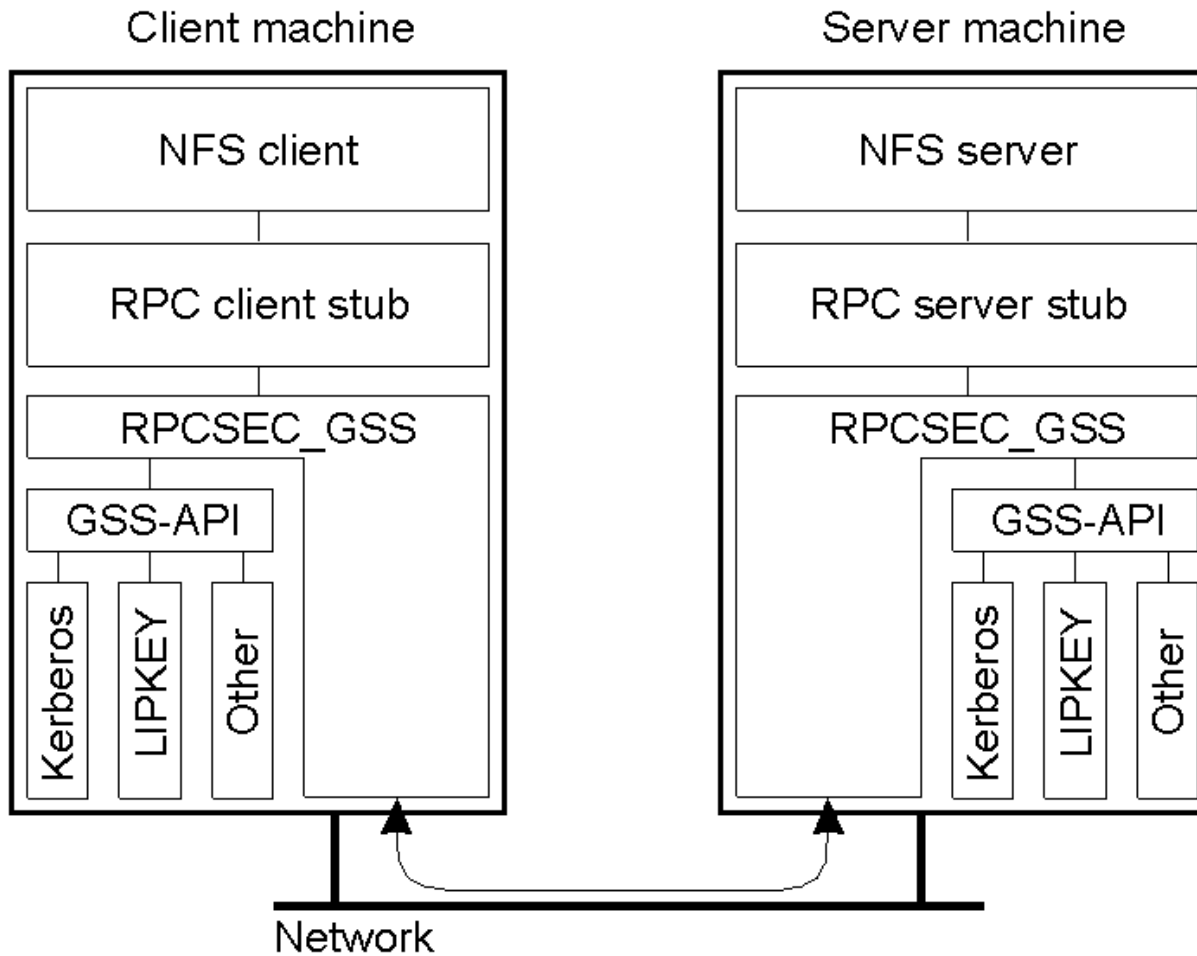 Client machine
Server machine
NFS client
NFS server
RPC client stub
RPC server stub
RPCSEC_GSS
RPCSEC_GSS
GSS-API
GSS-API
Kerberos
LIPKEY
Other
Kerberos
LIPKEY
Other
Network